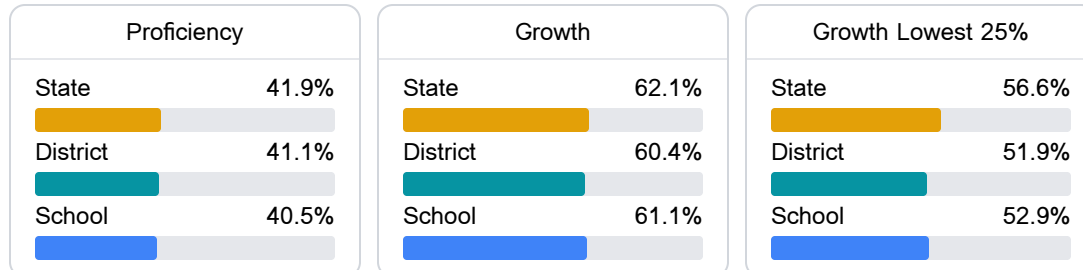 Proficiency
State 41.9%
District 41.1%
School 40.5%
Growth
State 62.1%
District 60.4%
School 61.1%
Growth Lowest 25%
State 56.6%
District 51.9%
School 52.9%